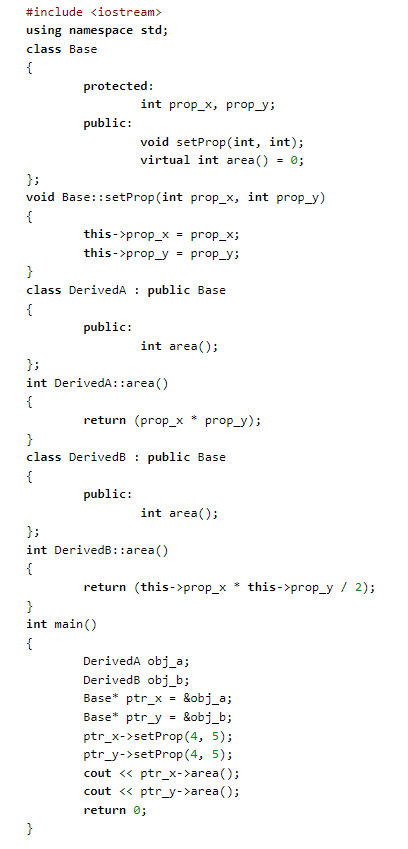 #include <iostream>
using namespace std;
class Base
{
        protected:
                int prop_x, prop_y;
        public:
                void setProp(int, int);
                virtual int area() = 0;
};
void Base::setProp(int prop_x, int prop_y)
{
        this->prop_x = prop_x;
        this->prop_y = prop_y;
}
class DerivedA : public Base
{
        public:
                int area();
};
int DerivedA::area()
{
        return (prop_x * prop_y);
}
class DerivedB : public Base
{
        public:
                int area();
};
int DerivedB::area()
{
        return (this->prop_x * this->prop_y / 2);
}
int main()
{
        DerivedA obj_a;
        DerivedB obj_b;
        Base* ptr_x = &obj_a;
        Base* ptr_y = &obj_b;
        ptr_x->setProp(4, 5);
        ptr_y->setProp(4, 5);
        cout << ptr_x->area();
        cout << ptr_y->area();
        return 0;
}